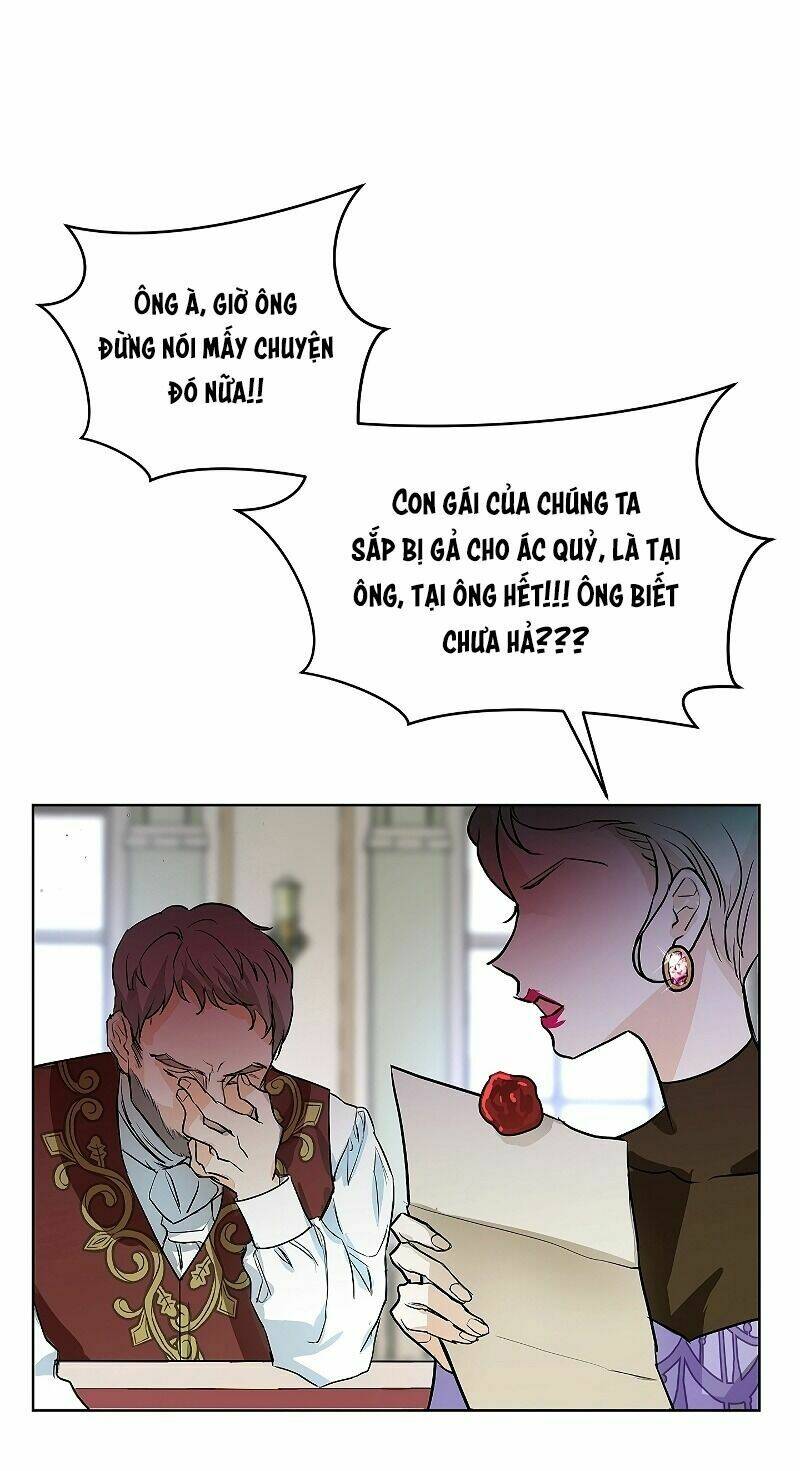 ÔNG À, GIỜ ÔNG
ĐỪNG NÓI MẤY CHUYỆN
ĐÓ NỮA!!
CON GÁI CỦA CHÚNG TA
SẮP BỊ GẢ CHO ÁC QUỶ, LÀ TẠI
ÔNG, TẠI ÔNG HẾT!!! ÔNG BIẾT
CHƯA HẢ???